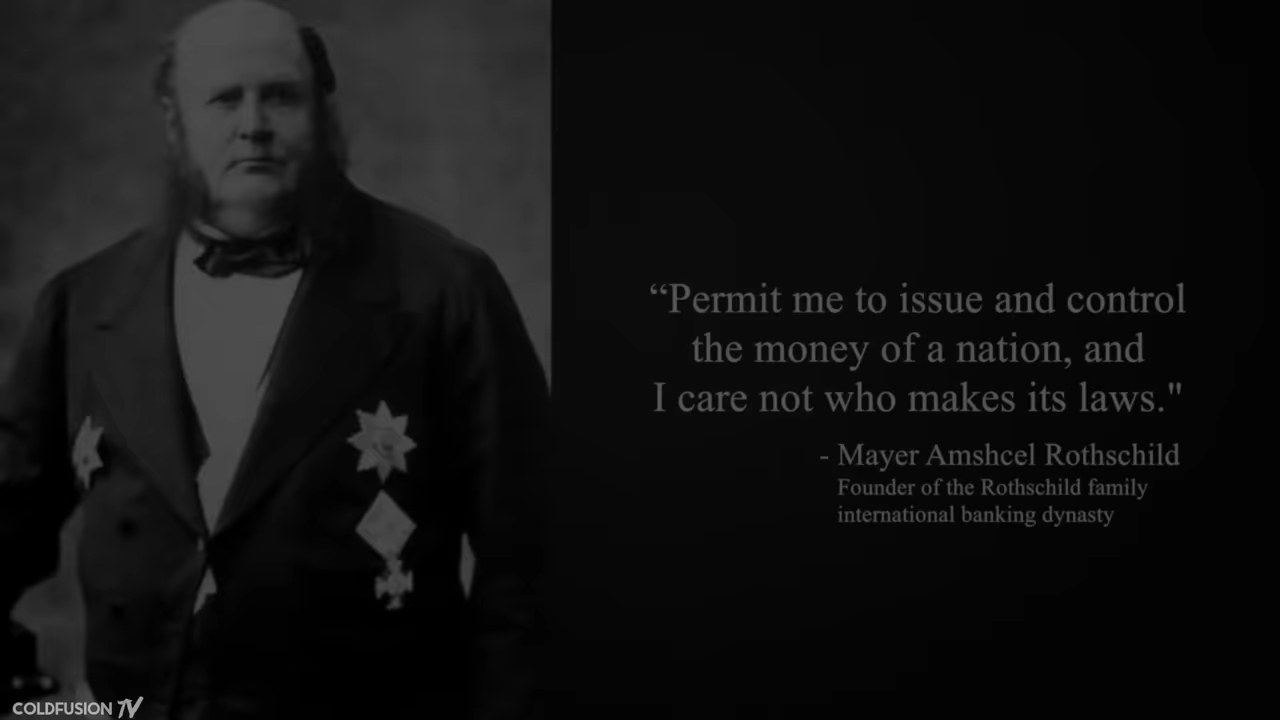 “Permit me to issue and control
the money of a nation, and
I care not who makes its laws."
- Mayer Amshcel Rothschild
Founder of the Rothschild family
international banking dynasty
COLDFUSION TV